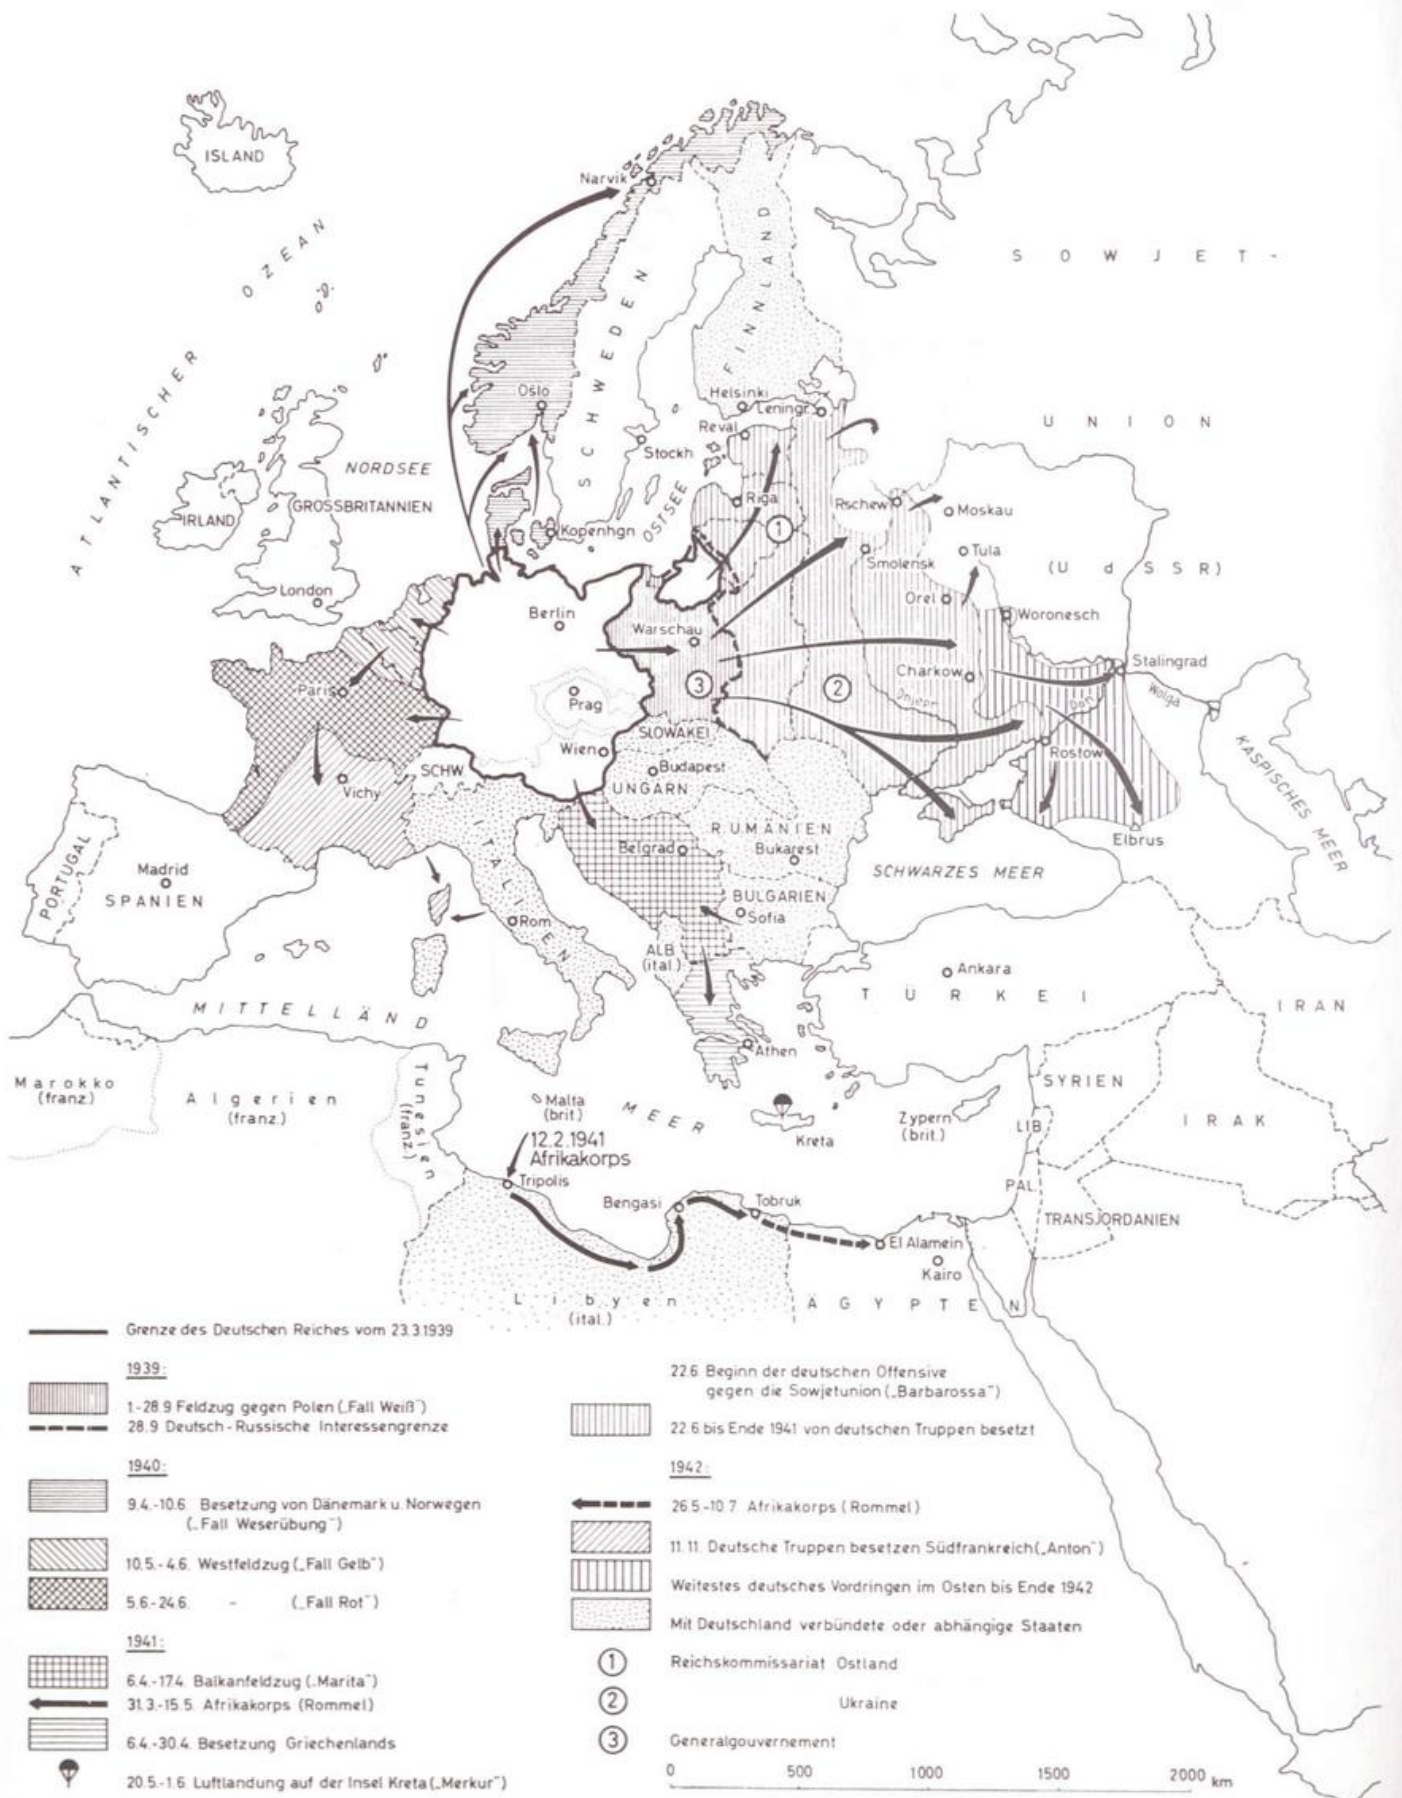 ISLAND
Narvik
OZEAN
ATLANTISCHER
SOWJET-
FINNLAND
SCHWEDEN
Oslo
Helsinki
Leningr.
UNION
Reval
Stockh
NORDSEE
OSTSEE
Riga
Rschew
Moskau
GROSSBRITANNIEN
IRLAND
Kopenhgn
1
Tula
Smolensk
(UdSSR)
London
Berlin
Orel
Woronesch
Warschau
Stalingrad
Charkow
Paris
3
2
Prag
Dnjepr
Don
Wolga
SLOWAKEI
Wien
Rostow
SCHW.
Budapest
KASPISCHES MEER
Vichy
UNGARN
RUMÄNIEN
Elbrus
PORTUGAL
ITALIEN
Belgrad
Bukarest
Madrid
SCHWARZES MEER
SPANIEN
BULGARIEN
Rom
Sofia
ALB.
(ital.)
Ankara
TÜRKEI
IRAN
MITTELLÄND
Athen
Marokko
(franz.)
Algerien
(franz.)
Tunesien
(franz.)
SYRIEN
Malta
(brit.)
MEER
Zypern
(brit.)
Kreta
LIB.
IRAK
12.2.1941
Afrikakorps
Tripolis
PAL.
Bengasi
Tobruk
TRANSJORDANIEN
El Alamein
Kairo
Libyen
(ital.)
ÄGYPTEN
Grenze des Deutschen Reiches vom 23.3.1939
1939:
1.-28.9 Feldzug gegen Polen („Fall Weiß“)
28.9 Deutsch-Russische Interessengrenze
1940:
9.4.-10.6. Besetzung von Dänemark u. Norwegen
(„Fall Weserübung“)
10.5.-4.6. Westfeldzug („Fall Gelb“)
5.6.-24.6. - („Fall Rot“)
1941:
6.4.-17.4. Balkanfeldzug („Marita“)
31.3.-15.5. Afrikakorps (Rommel)
6.4.-30.4. Besetzung Griechenlands
20.5.-1.6. Luftlandung auf der Insel Kreta („Merkur“)
22.6. Beginn der deutschen Offensive
gegen die Sowjetunion („Barbarossa“)
22.6. bis Ende 1941 von deutschen Truppen besetzt
1942:
26.5.-10.7. Afrikakorps (Rommel)
11.11. Deutsche Truppen besetzen Südfrankreich („Anton“)
Weitestes deutsches Vordringen im Osten bis Ende 1942
Mit Deutschland verbündete oder abhängige Staaten
1 Reichskommissariat Ostland
2 Ukraine
3 Generalgouvernement
0 500 1000 1500 2000 km